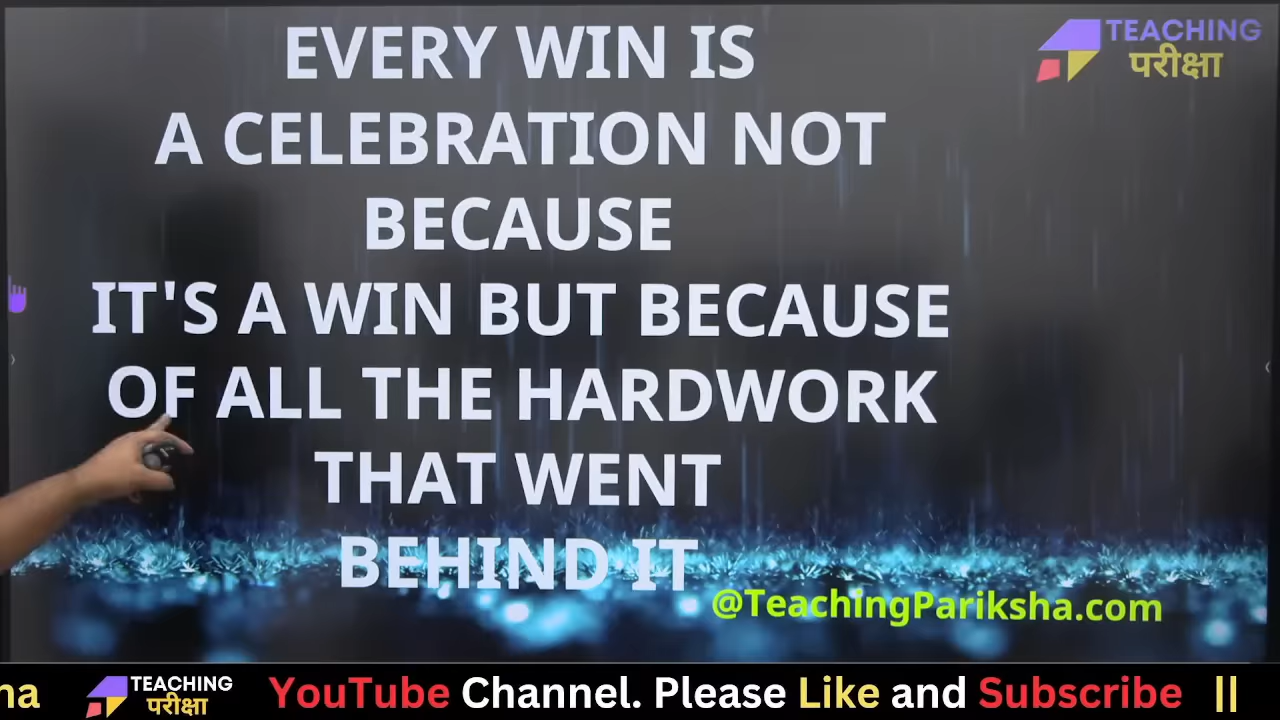 EVERY WIN IS
A CELEBRATION NOT
BECAUSE
IT'S A WIN BUT BECAUSE
OF ALL THE HARDWORK
THAT WENT
BEHIND IT
TEACHING
परीक्षा
@TeachingPariksha.com
na
TEACHING
परीक्षा
YouTube Channel. Please Like and Subscribe ||